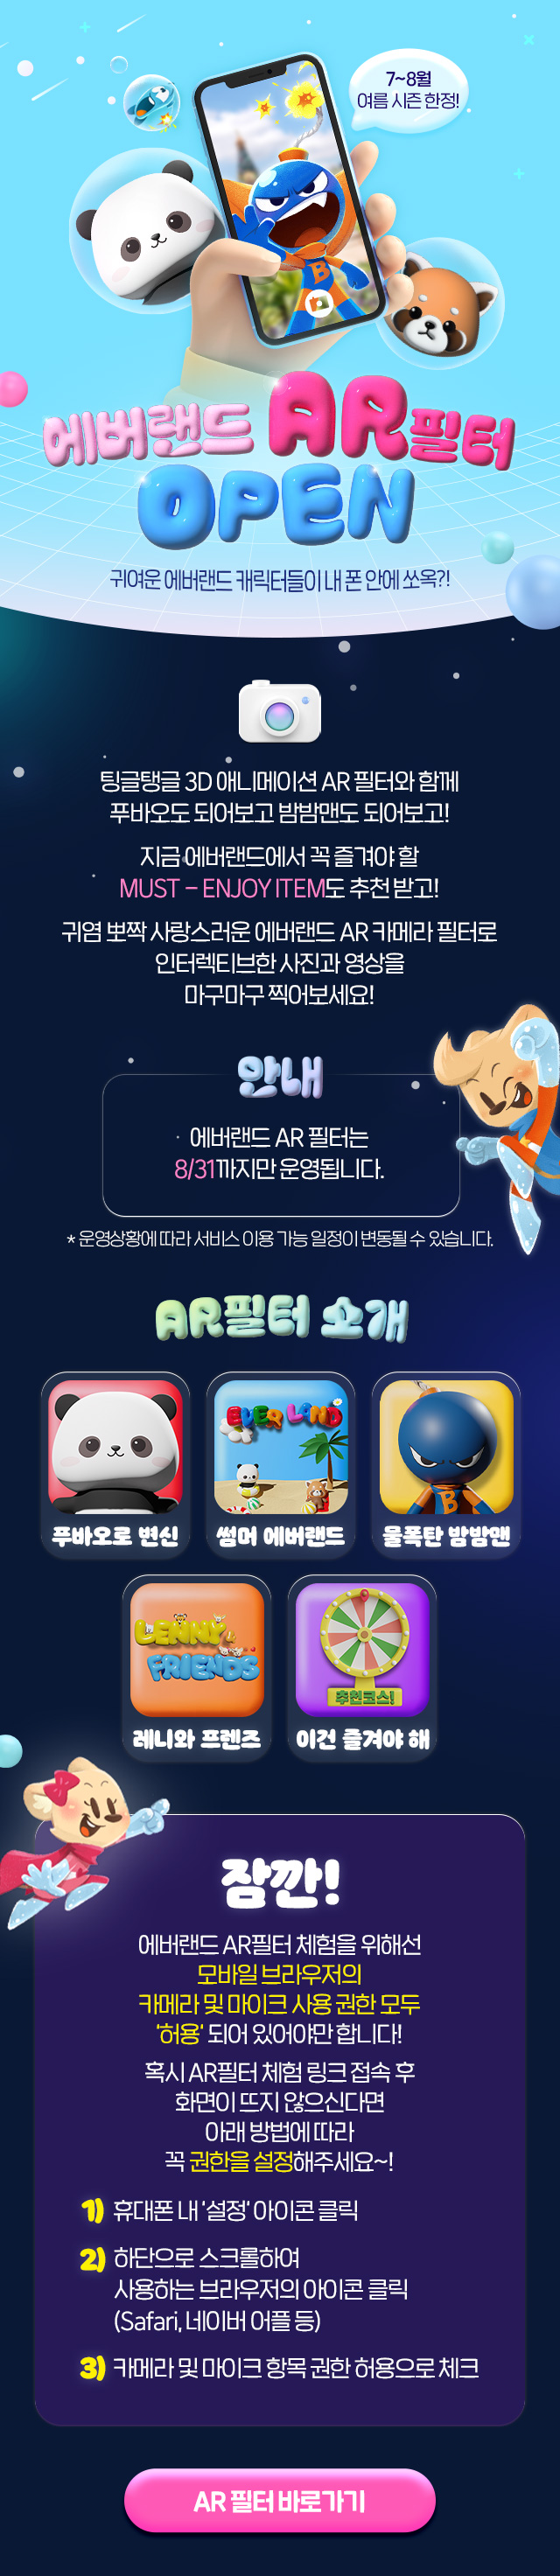 7~8월
여름 시즌 한정!
B
에버랜드 AR필터
OPEN
귀여운 에버랜드 캐릭터들이 내 폰 안에 쏘옥?!
팅글탱글 3D 애니메이션 AR 필터와 함께
푸바오도 되어보고 밤밤맨도 되어보고!
지금 에버랜드에서 꼭 즐겨야 할
MUST – ENJOY ITEM도 추천 받고!
귀염 뽀짝 사랑스러운 에버랜드 AR 카메라 필터로
인터렉티브한 사진과 영상을
마구마구 찍어보세요!
안내
에버랜드 AR 필터는
8/31까지만 운영됩니다.
* 운영상황에 따라 서비스 이용 가능 일정이 변동될 수 있습니다.
AR필터 소개
EVER LAND
B
푸바오로 변신
썸머 에버랜드
물폭탄 밤밤맨
LENNY &
FRIENDS
추천코스!
레니와 프렌즈
이건 즐겨야 해
잠깐!
에버랜드 AR필터 체험을 위해선
모바일 브라우저의
카메라 및 마이크 사용 권한 모두
'허용' 되어 있어야만 합니다!
혹시 AR필터 체험 링크 접속 후
화면이 뜨지 않으신다면
아래 방법에 따라
꼭 권한을 설정해주세요~!
1) 휴대폰 내 '설정' 아이콘 클릭
2) 하단으로 스크롤하여
사용하는 브라우저의 아이콘 클릭
(Safari, 네이버 어플 등)
3) 카메라 및 마이크 항목 권한 허용으로 체크
AR 필터 바로가기